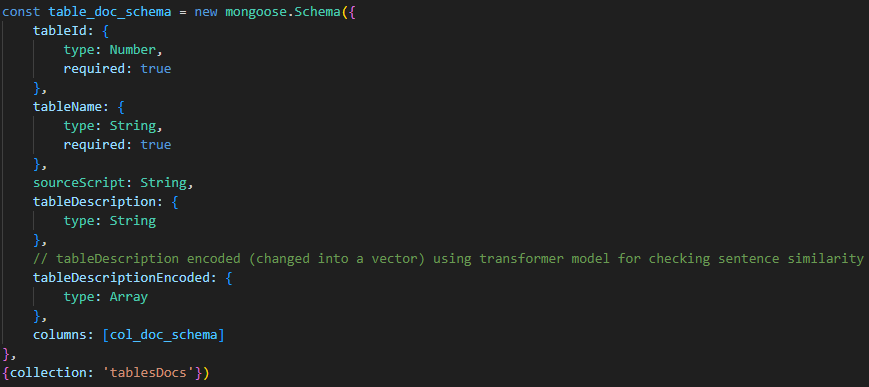 const table_doc_schema = new mongoose.Schema({
    tableId: {
        type: Number,
        required: true
    },
    tableName: {
        type: String,
        required: true
    },
    sourceScript: String,
    tableDescription: {
        type: String
    },
    // tableDescription encoded (changed into a vector) using transformer model for checking sentence similarity
    tableDescriptionEncoded: {
        type: Array
    },
    columns: [col_doc_schema]
},
{collection: 'tablesDocs'})